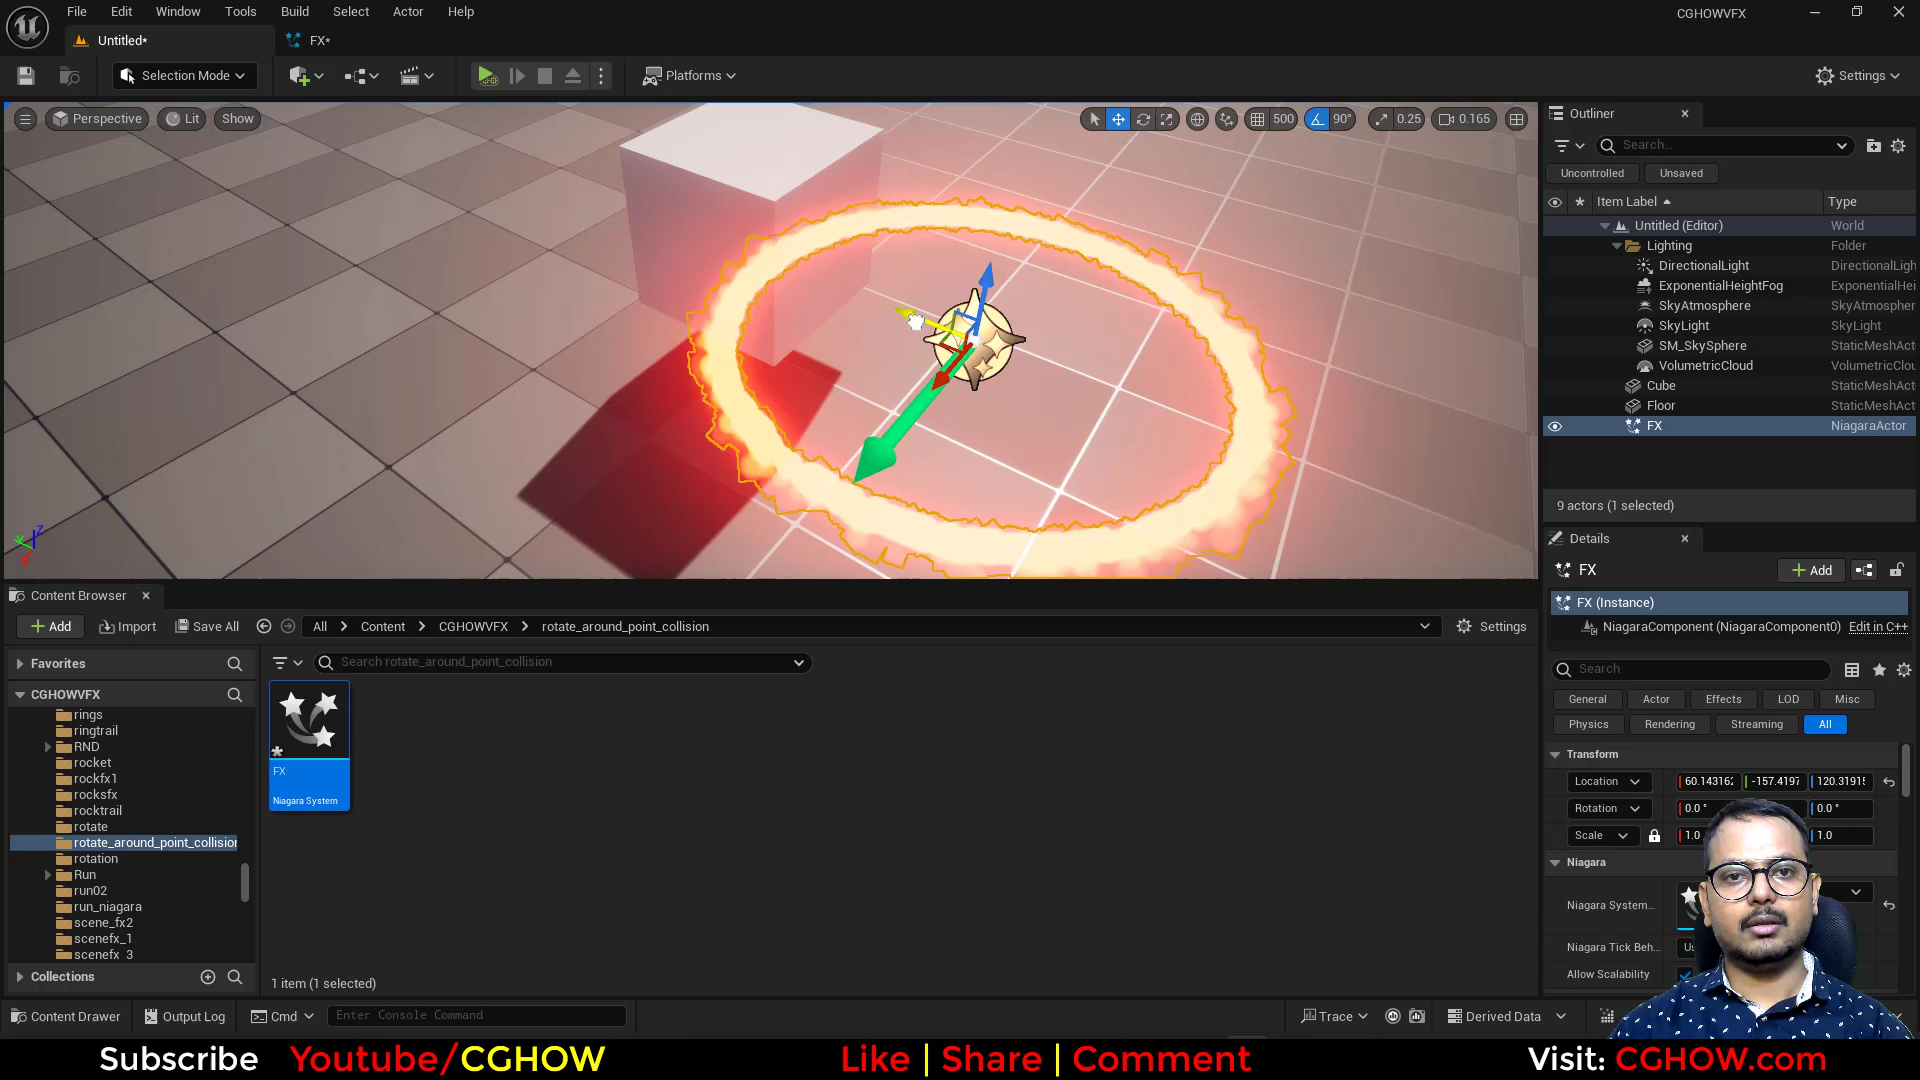 File Edit Window Tools Build Select Actor Help
CGHOWVFX
Untitled*
FX*
Selection Mode
Platforms
Settings
Perspective
Lit
Show
500
90°
0.25
0.165
Outliner
Search...
Uncontrolled
Unsaved
Item Label
Type
Untitled (Editor)
World
Lighting
Folder
DirectionalLight
DirectionalLigh
ExponentialHeightFog
ExponentialHei
SkyAtmosphere
SkyAtmospher
SkyLight
SkyLight
SM_SkySphere
StaticMeshAct
VolumetricCloud
VolumetricClou
Cube
StaticMeshAct
Floor
StaticMeshAct
FX
NiagaraActor
9 actors (1 selected)
Details
FX
Add
FX (Instance)
NiagaraComponent (NiagaraComponent0)
Edit in C++
Search
General
Actor
Effects
LOD
Misc
Physics
Rendering
Streaming
All
Transform
Location
60.14316
-157.4197
120.31915
Rotation
0.0 °
0.0 °
Scale
1.0
1.0
Niagara
Niagara System...
Niagara Tick Beh...
Us
Allow Scalability
Content Browser
Add
Import
Save All
All
Content
CGHOWVFX
rotate_around_point_collision
Settings
Favorites
Search rotate_around_point_collision
CGHOWVFX
rings
ringtrail
RND
rocket
rockfx1
rocksfx
rocktrail
rotate
rotate_around_point_collision
rotation
Run
run02
run_niagara
scene_fx2
scenefx_1
scenefx_3
FX
Niagara System
Collections
1 item (1 selected)
Content Drawer
Output Log
Cmd
Enter Console Command
Trace
Derived Data
Subscribe Youtube/CGHOW
Like | Share | Comment
Visit: CGHOW.com